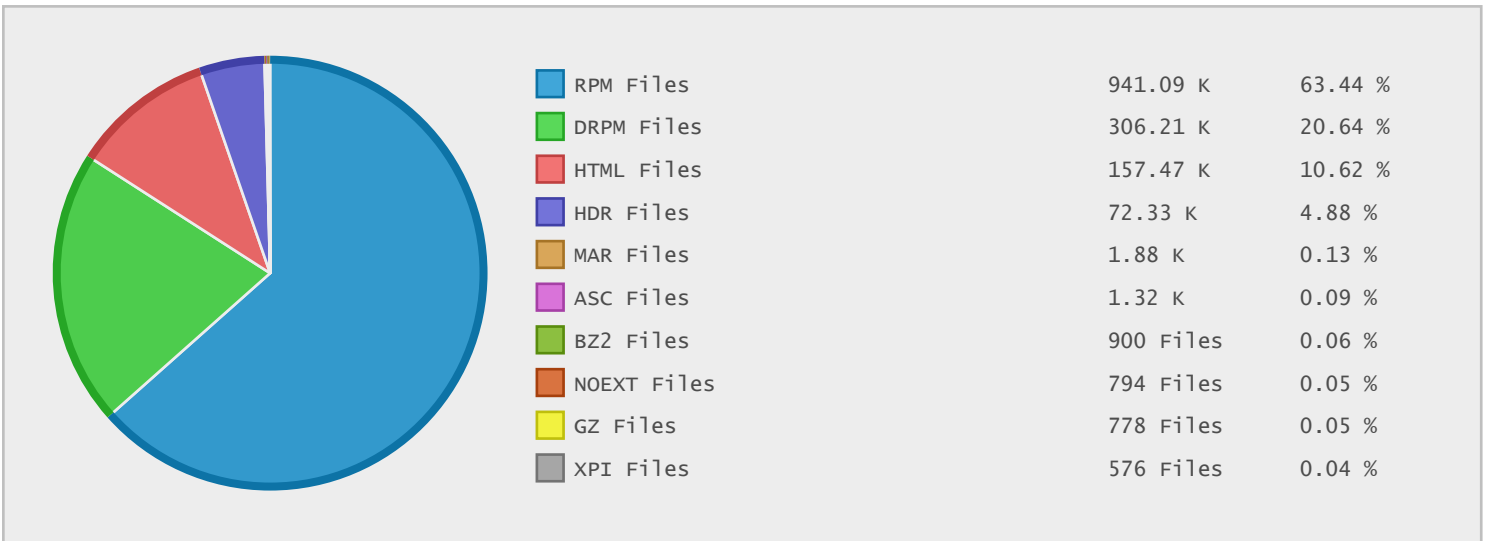 RPM Files 941.09 K 63.44 %
DRPM Files 306.21 K 20.64 %
HTML Files 157.47 K 10.62 %
HDR Files 72.33 K 4.88 %
MAR Files 1.88 K 0.13 %
ASC Files 1.32 K 0.09 %
BZ2 Files 900 Files 0.06 %
NOEXT Files 794 Files 0.05 %
GZ Files 778 Files 0.05 %
XPI Files 576 Files 0.04 %